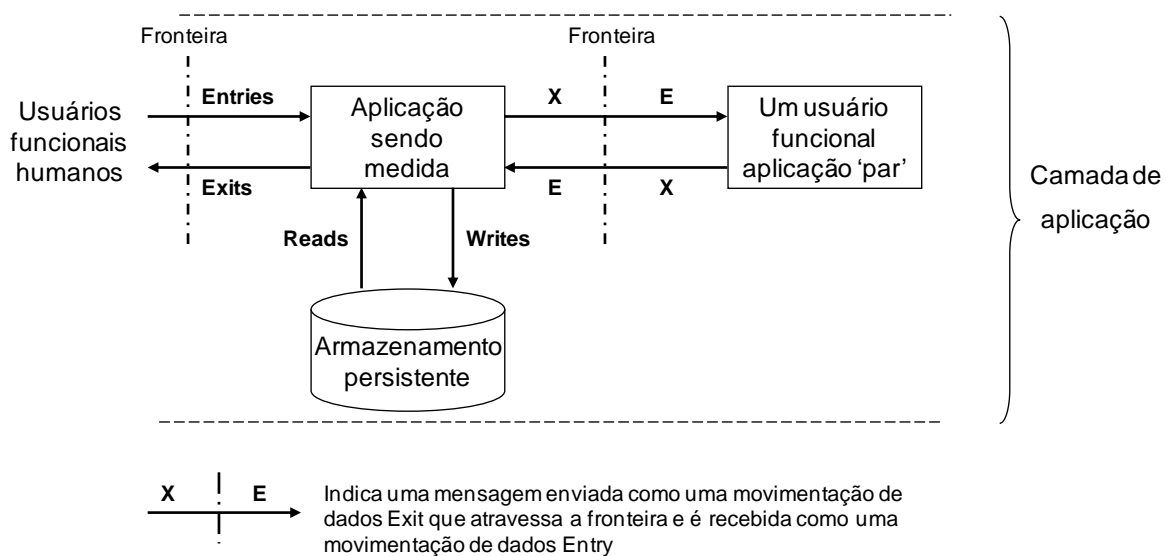 Fronteira
Fronteira
Usuários
funcionais
humanos
Entries
Exits
Aplicação
sendo
medida
X
E
E
X
Um usuário
funcional
aplicação ‘par’
Camada de
aplicação
Reads
Writes
Armazenamento
persistente
X
E
Indica uma mensagem enviada como uma movimentação de
dados Exit que atravessa a fronteira e é recebida como uma
movimentação de dados Entry